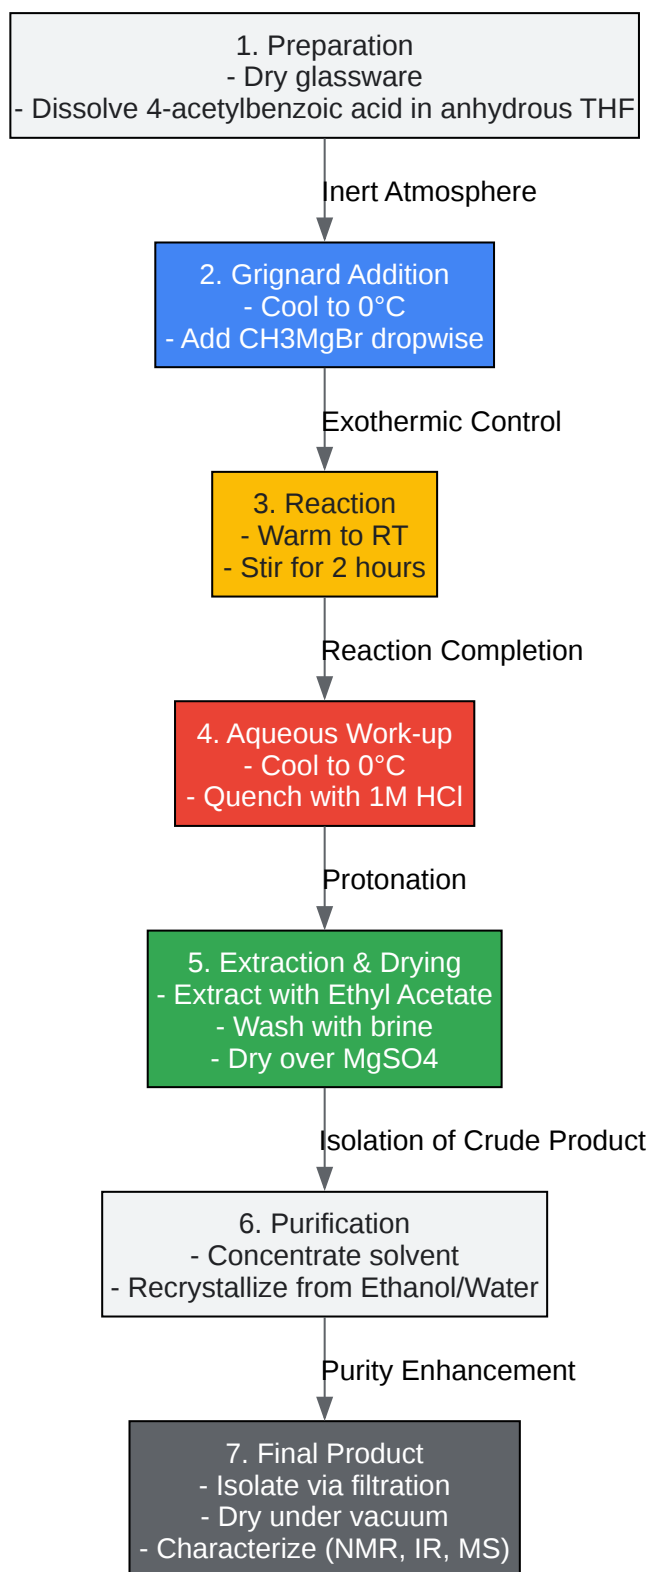 1. Preparation
- Dry glassware
- Dissolve 4-acetylbenzoic acid in anhydrous THF
Inert Atmosphere
2. Grignard Addition
- Cool to 0°C
- Add CH3MgBr dropwise
Exothermic Control
3. Reaction
- Warm to RT
- Stir for 2 hours
Reaction Completion
4. Aqueous Work-up
- Cool to 0°C
- Quench with 1M HCl
Protonation
5. Extraction & Drying
- Extract with Ethyl Acetate
- Wash with brine
- Dry over MgSO4
Isolation of Crude Product
6. Purification
- Concentrate solvent
- Recrystallize from Ethanol/Water
Purity Enhancement
7. Final Product
- Isolate via filtration
- Dry under vacuum
- Characterize (NMR, IR, MS)